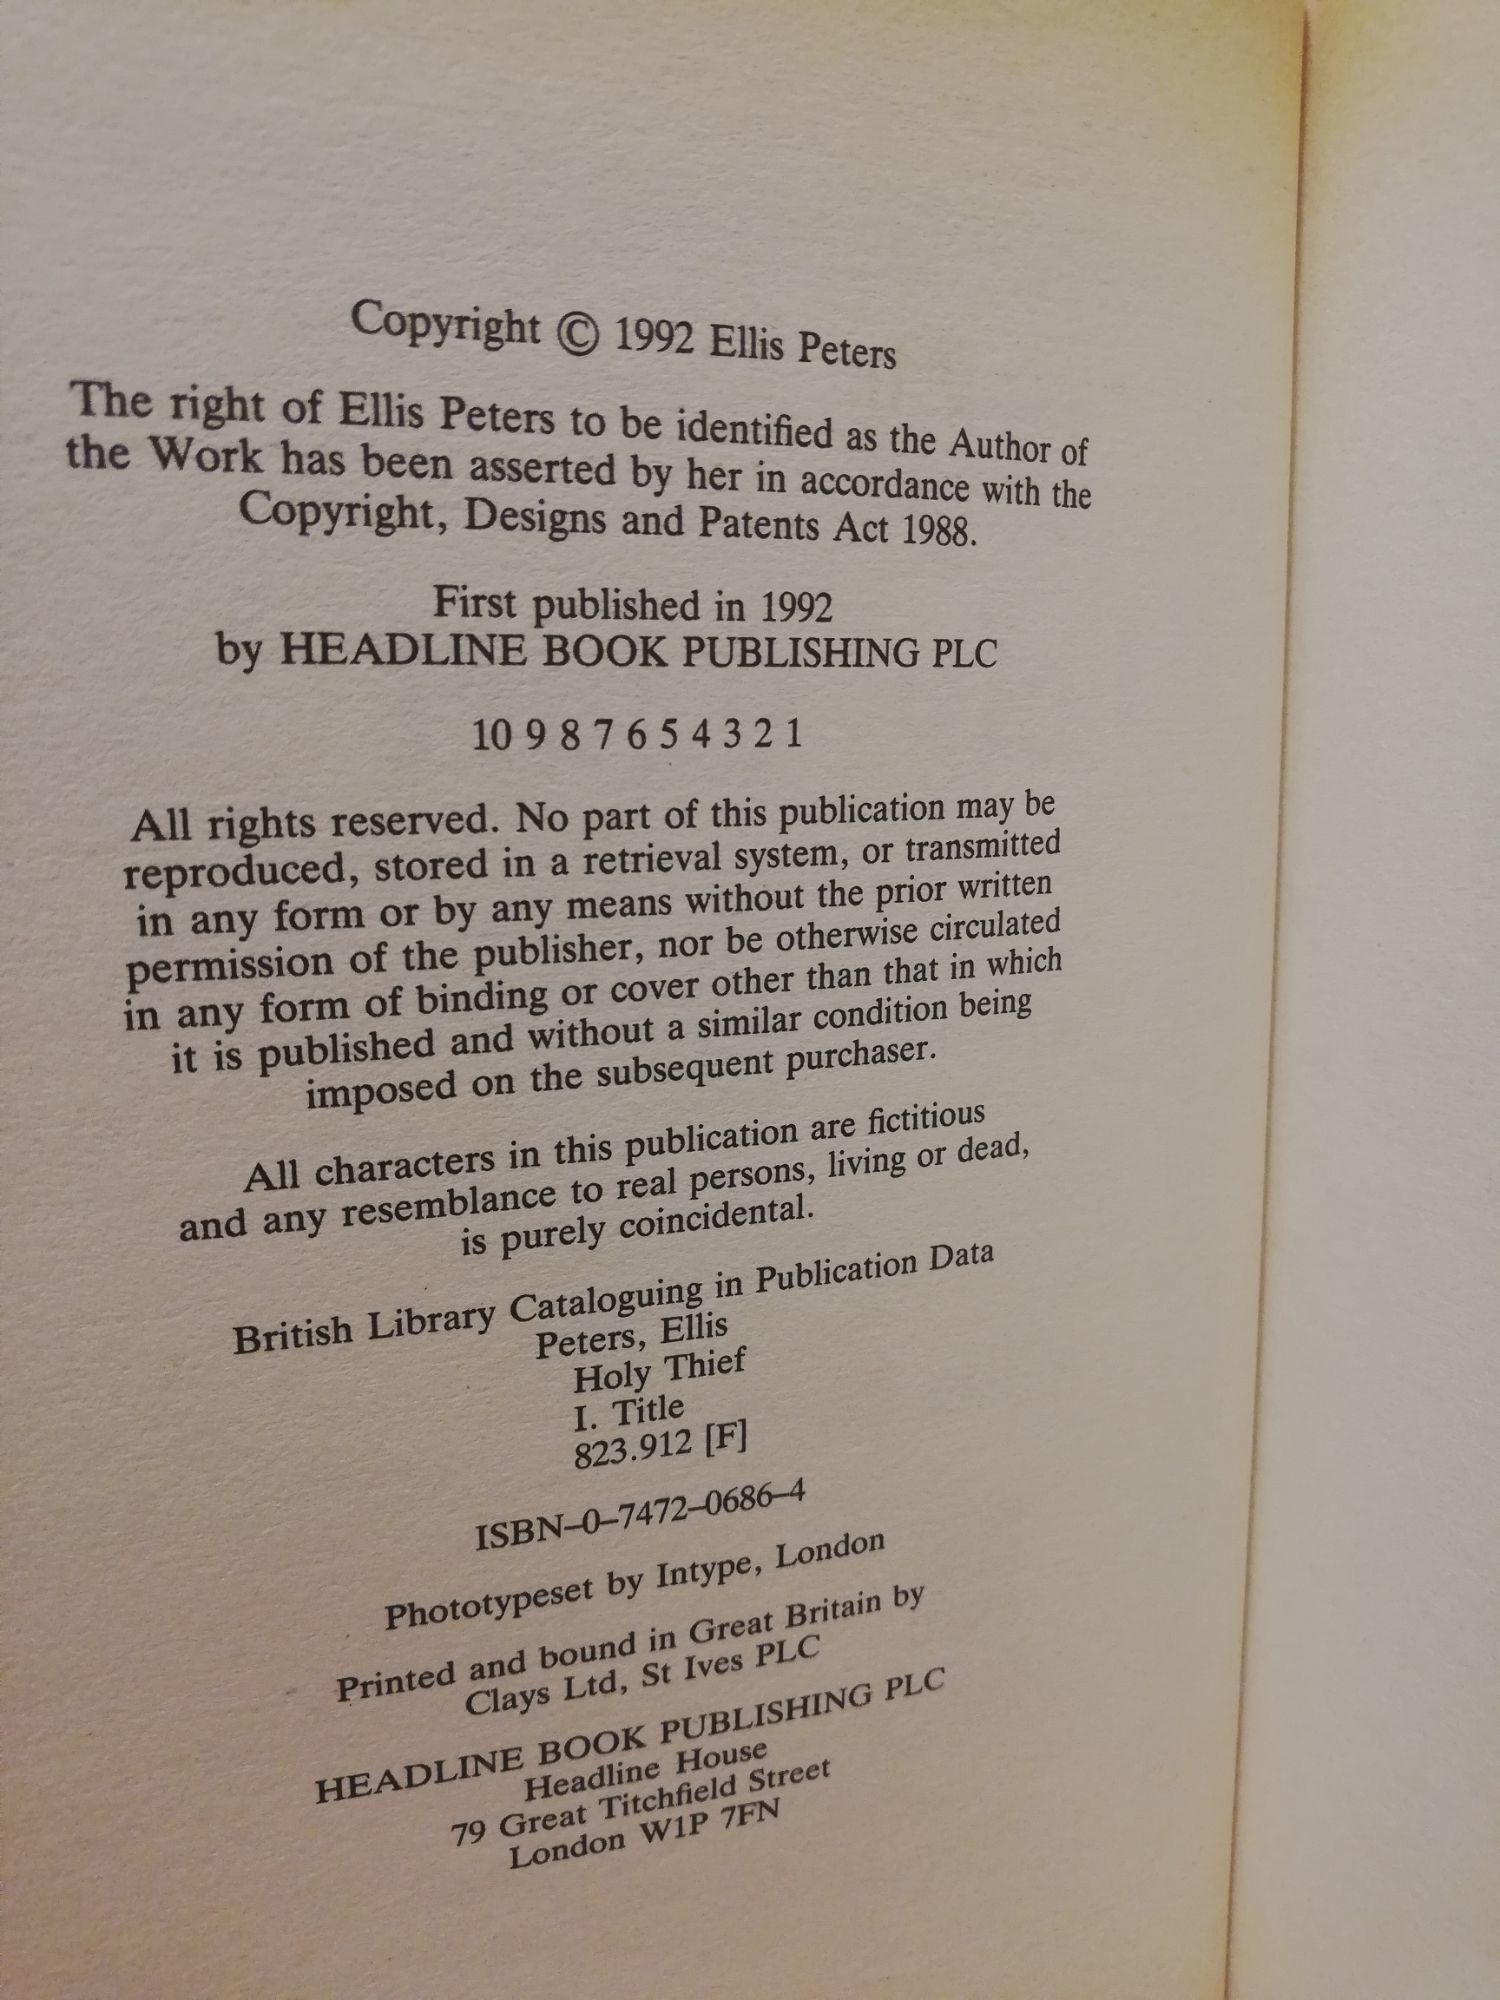 Copyright © 1992 Ellis Peters
The right of Ellis Peters to be identified as the Author of
the Work has been asserted by her in accordance with the
Copyright, Designs and Patents Act 1988.
First published in 1992
by HEADLINE BOOK PUBLISHING PLC
10 9 8 7 6 5 4 3 2 1
All rights reserved. No part of this publication may be
reproduced, stored in a retrieval system, or transmitted
in any form or by any means without the prior written
permission of the publisher, nor be otherwise circulated
in any form of binding or cover other than that in which
it is published and without a similar condition being
imposed on the subsequent purchaser.
All characters in this publication are fictitious
and any resemblance to real persons, living or dead,
is purely coincidental.
British Library Cataloguing in Publication Data
Peters, Ellis
Holy Thief
I. Title
823.912 [F]
ISBN–0–7472–0686–4
Phototypeset by Intype, London
Printed and bound in Great Britain by
Clays Ltd, St Ives PLC
HEADLINE BOOK PUBLISHING PLC
Headline House
79 Great Titchfield Street
London W1P 7FN